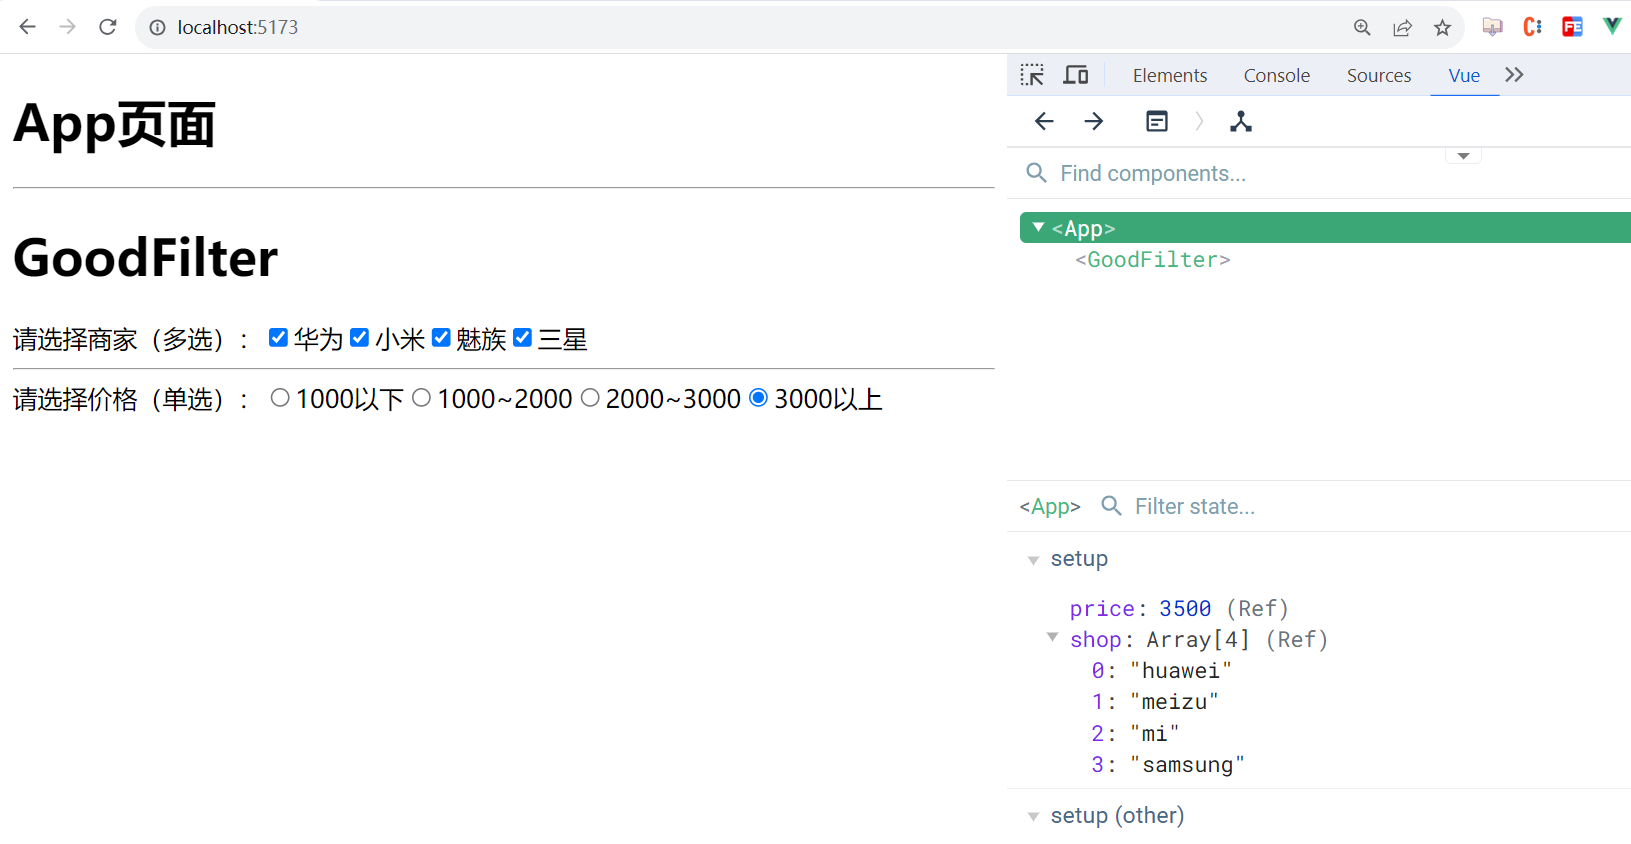 localhost:5173
App页面
GoodFilter
请选择商家（多选）： 华为 小米 魅族 三星
请选择价格（单选）： 1000以下 1000~2000 2000~3000 3000以上
Elements Console Sources Vue
Find components...
<App>
<GoodFilter>
<App> Filter state...
setup
price: 3500 (Ref)
shop: Array[4] (Ref)
0: "huawei"
1: "meizu"
2: "mi"
3: "samsung"
setup (other)